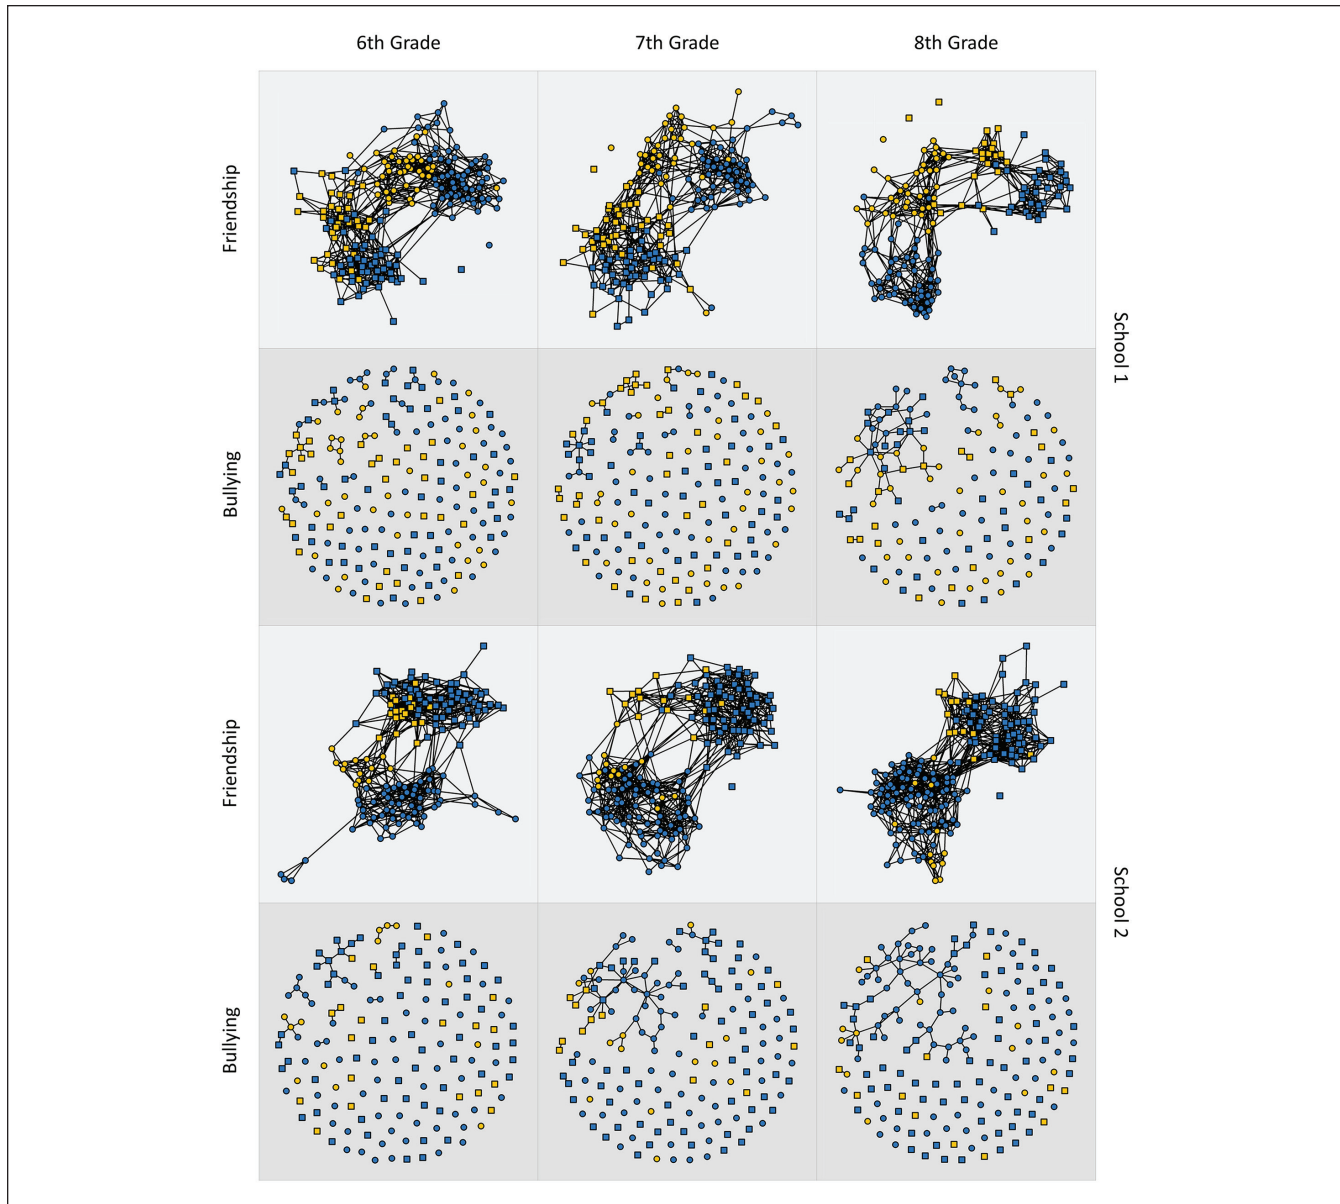 6th Grade
7th Grade
8th Grade
Friendship
School 1
Bullying
Friendship
School 2
Bullying